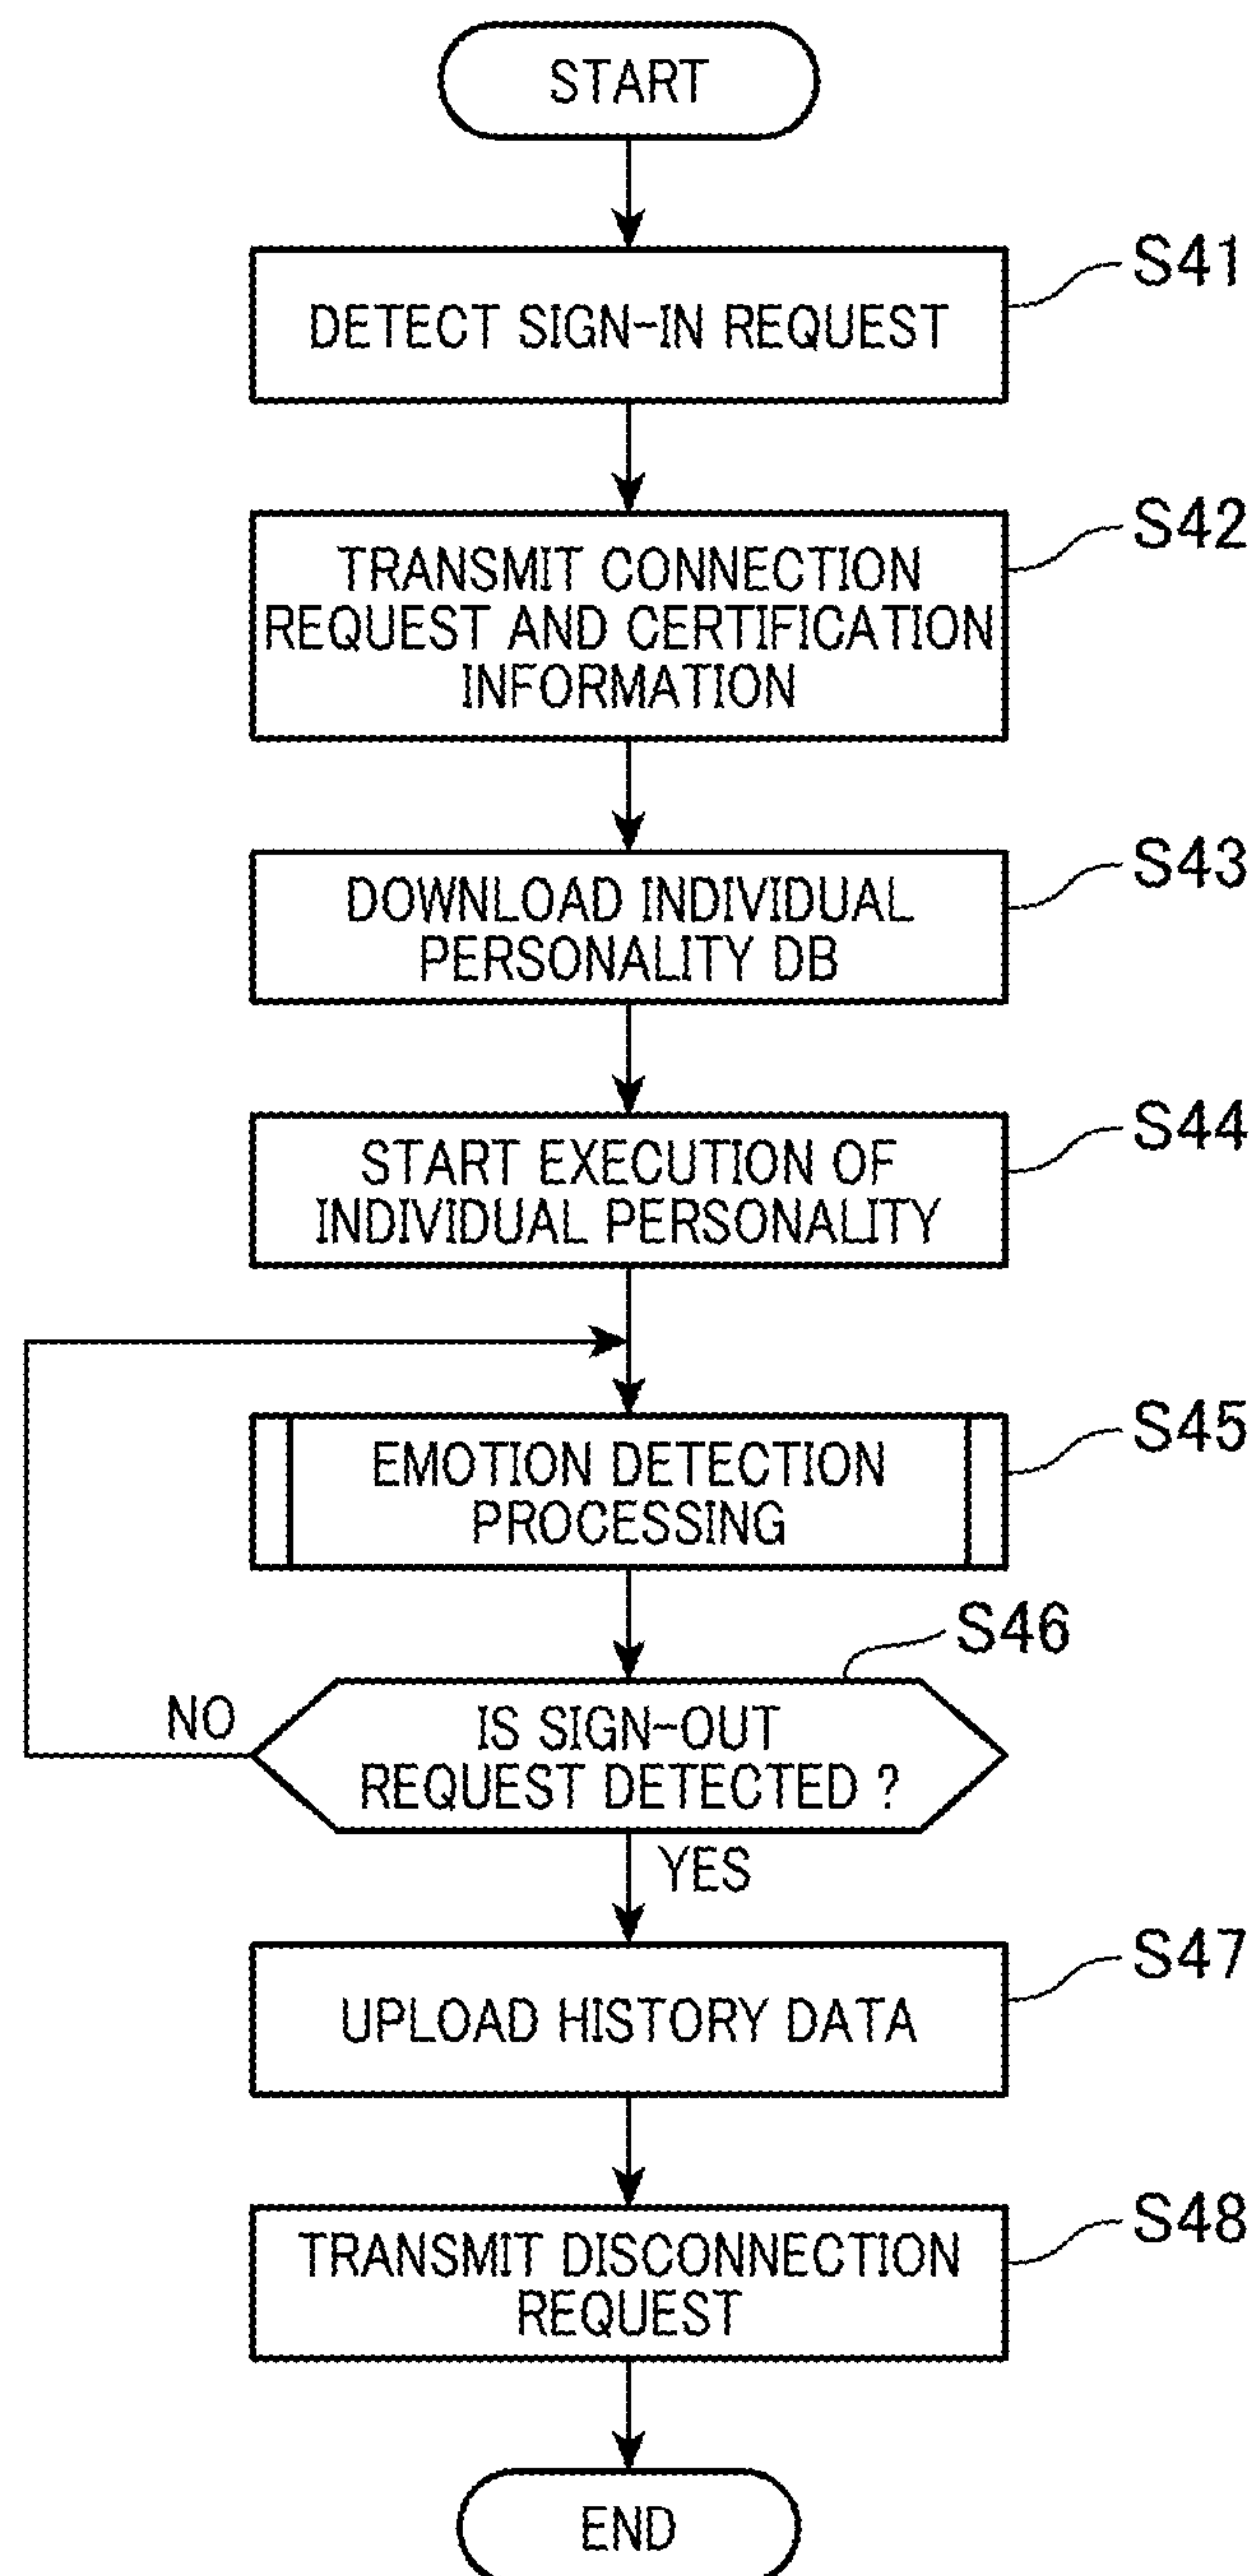 START
S41
DETECT SIGN-IN REQUEST
S42
TRANSMIT CONNECTION
REQUEST AND CERTIFICATION
INFORMATION
S43
DOWNLOAD INDIVIDUAL
PERSONALITY DB
S44
START EXECUTION OF
INDIVIDUAL PERSONALITY
S45
EMOTION DETECTION
PROCESSING
S46
NO
IS SIGN-OUT
REQUEST DETECTED ?
YES
S47
UPLOAD HISTORY DATA
S48
TRANSMIT DISCONNECTION
REQUEST
END